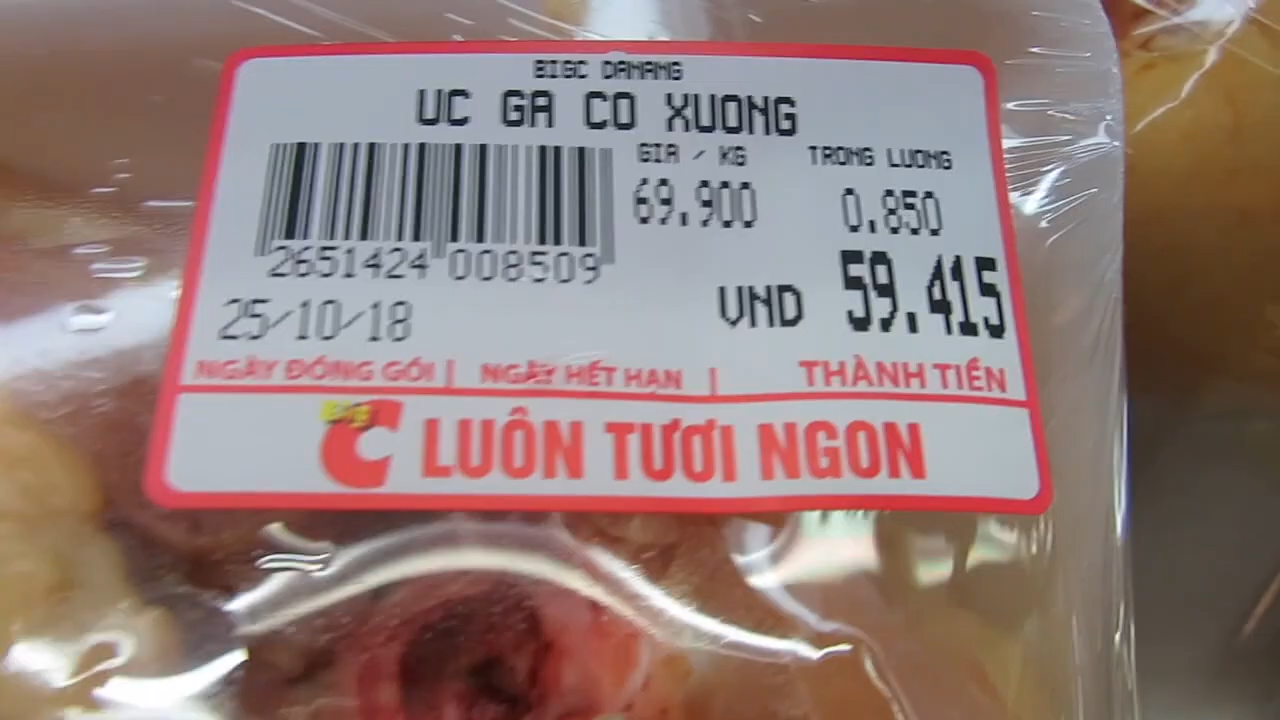 BIGC DANANG
UC GA CO XUONG
GIA / KG TRONG LUONG
69.900 0.850
2651424 008509
VND 59.415
25/10/18
NGÀY ĐÓNG GÓI | NGÀY HẾT HẠN | THÀNH TIỀN
Big C LUÔN TƯƠI NGON